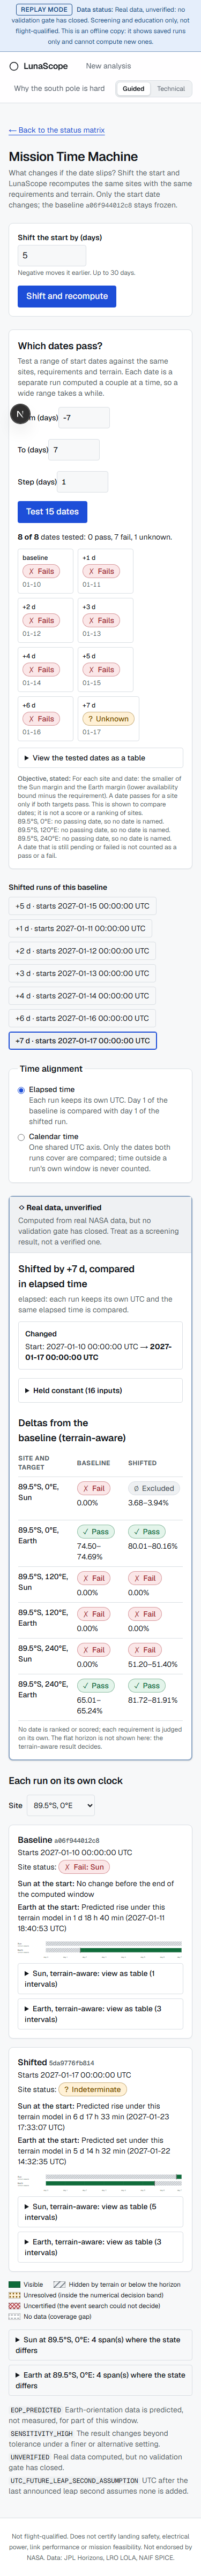 REPLAY MODE Data status: Real data, unverified: no
validation gate has closed. Screening and education only, not
flight-qualified. This is an offline copy: it shows saved runs
only and cannot compute new ones.
LunaScope New analysis
Why the south pole is hard Guided Technical
← Back to the status matrix
Mission Time Machine
What changes if the date slips? Shift the start and
LunaScope recomputes the same sites with the same
requirements and terrain. Only the start date
changes; the baseline a06f944012c8 stays frozen.
Shift the start by (days)
5
Negative moves it earlier. Up to 30 days.
Shift and recompute
Which dates pass?
Test a range of start dates against the same
sites, requirements and terrain. Each date is a
separate run computed a couple at a time, so a
wide range takes a while.
N
m (days) -7
To (days) 7
Step (days) 1
Test 15 dates
8 of 8 dates tested: 0 pass, 7 fail, 1 unknown.
baseline +1 d
✗ Fails ✗ Fails
01-10 01-11
+2 d +3 d
✗ Fails ✗ Fails
01-12 01-13
+4 d +5 d
✗ Fails ✗ Fails
01-14 01-15
+6 d +7 d
✗ Fails ? Unknown
01-16 01-17
▶ View the tested dates as a table
Objective, stated: For each site and date: the smaller of
the Sun margin and the Earth margin (lower availability
bound minus the requirement). A date passes for a site
only if both targets pass. This is shown to compare
dates; it is not a score or a ranking of sites.
89.5°S, 0°E: no passing date, so no date is named.
89.5°S, 120°E: no passing date, so no date is named.
89.5°S, 240°E: no passing date, so no date is named.
A date that is still pending or failed is not counted as a
pass or a fail.
Shifted runs of this baseline
+5 d · starts 2027-01-15 00:00:00 UTC
+1 d · starts 2027-01-11 00:00:00 UTC
+2 d · starts 2027-01-12 00:00:00 UTC
+3 d · starts 2027-01-13 00:00:00 UTC
+4 d · starts 2027-01-14 00:00:00 UTC
+6 d · starts 2027-01-16 00:00:00 UTC
+7 d · starts 2027-01-17 00:00:00 UTC
Time alignment
Elapsed time
Each run keeps its own UTC. Day 1 of the
baseline is compared with day 1 of the
shifted run.
Calendar time
One shared UTC axis. Only the dates both
runs cover are compared; time outside a
run's own window is never counted.
◇ Real data, unverified
Computed from real NASA data, but no
validation gate has closed. Treat as a screening
result, not a verified one.
Shifted by +7 d, compared
in elapsed time
elapsed: each run keeps its own UTC and the
same elapsed time is compared.
Changed
Start: 2027-01-10 00:00:00 UTC → 2027-
01-17 00:00:00 UTC
▶ Held constant (16 inputs)
Deltas from the
baseline (terrain-aware)
SITE AND
TARGET BASELINE SHIFTED
89.5°S, 0°E,
Sun ✗ Fail ∅ Excluded
0.00% 3.68–3.94%
89.5°S, 0°E,
Earth ✓ Pass ✓ Pass
74.50–
74.69% 80.01–80.16%
89.5°S, 120°E,
Sun ✗ Fail ✗ Fail
0.00% 0.00%
89.5°S, 120°E,
Earth ✗ Fail ✗ Fail
0.00% 0.00%
89.5°S, 240°E,
Sun ✗ Fail ✗ Fail
0.00% 51.20–51.40%
89.5°S, 240°E,
Earth ✓ Pass ✓ Pass
65.01–
65.24% 81.72–81.91%
No date is ranked or scored; each requirement is judged
on its own. The flat horizon is not shown here: the
terrain-aware result decides.
Each run on its own clock
Site 89.5°S, 0°E
Baseline a06f944012c8
Starts 2027-01-10 00:00:00 UTC
Site status: ✗ Fail: Sun
Sun at the start: No change before the end of
the computed window
Earth at the start: Predicted rise under this
terrain model in 1 d 18 h 40 min (2027-01-11
18:40:53 UTC)
▶ Sun, terrain-aware: view as table (1
intervals)
▶ Earth, terrain-aware: view as table (3
intervals)
Shifted 5da9776fb814
Starts 2027-01-17 00:00:00 UTC
Site status: ? Indeterminate
Sun at the start: Predicted rise under this
terrain model in 6 d 17 h 33 min (2027-01-23
17:33:07 UTC)
Earth at the start: Predicted set under this
terrain model in 5 d 14 h 32 min (2027-01-22
14:32:35 UTC)
▶ Sun, terrain-aware: view as table (5
intervals)
▶ Earth, terrain-aware: view as table (3
intervals)
Visible Hidden by terrain or below the horizon
Unresolved (inside the numerical decision band)
Uncertified (the event search could not decide)
No data (coverage gap)
▶ Sun at 89.5°S, 0°E: 4 span(s) where the state
differs
▶ Earth at 89.5°S, 0°E: 4 span(s) where the state
differs
EOP_PREDICTED Earth-orientation data is predicted,
not measured, for part of this window.
SENSITIVITY_HIGH The result changes beyond
tolerance under a finer or alternative setting.
UNVERIFIED Real data computed, but no validation
gate has closed.
UTC_FUTURE_LEAP_SECOND_ASSUMPTION UTC after the
last announced leap second assumes none is added.
Not flight-qualified. Does not certify landing safety, electrical
power, link performance or mission feasibility. Not endorsed by
NASA. Data: JPL Horizons, LRO LOLA, NAIF SPICE.